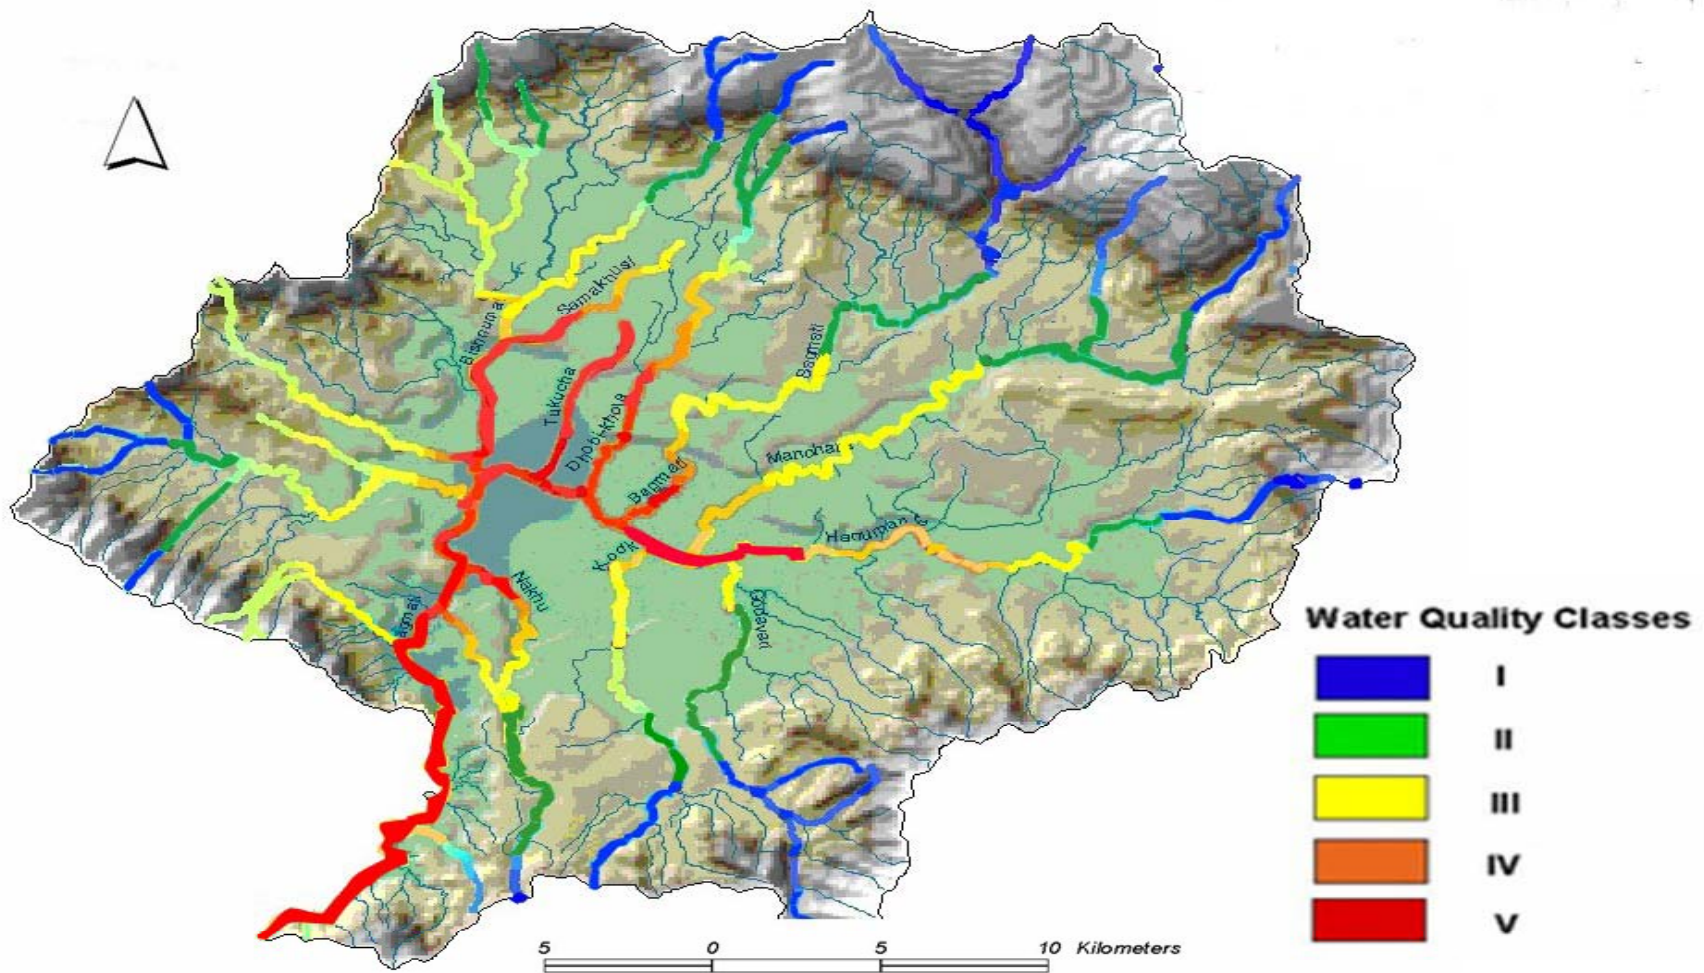 Samakhusi
Bishnumati
Tukucha
Dhobi-khola
Bagmati
Manohara
Bagmati
Hanuman
Nakhu
Godavari
Water Quality Classes
I
II
III
IV
V
5 0 5 10 Kilometers